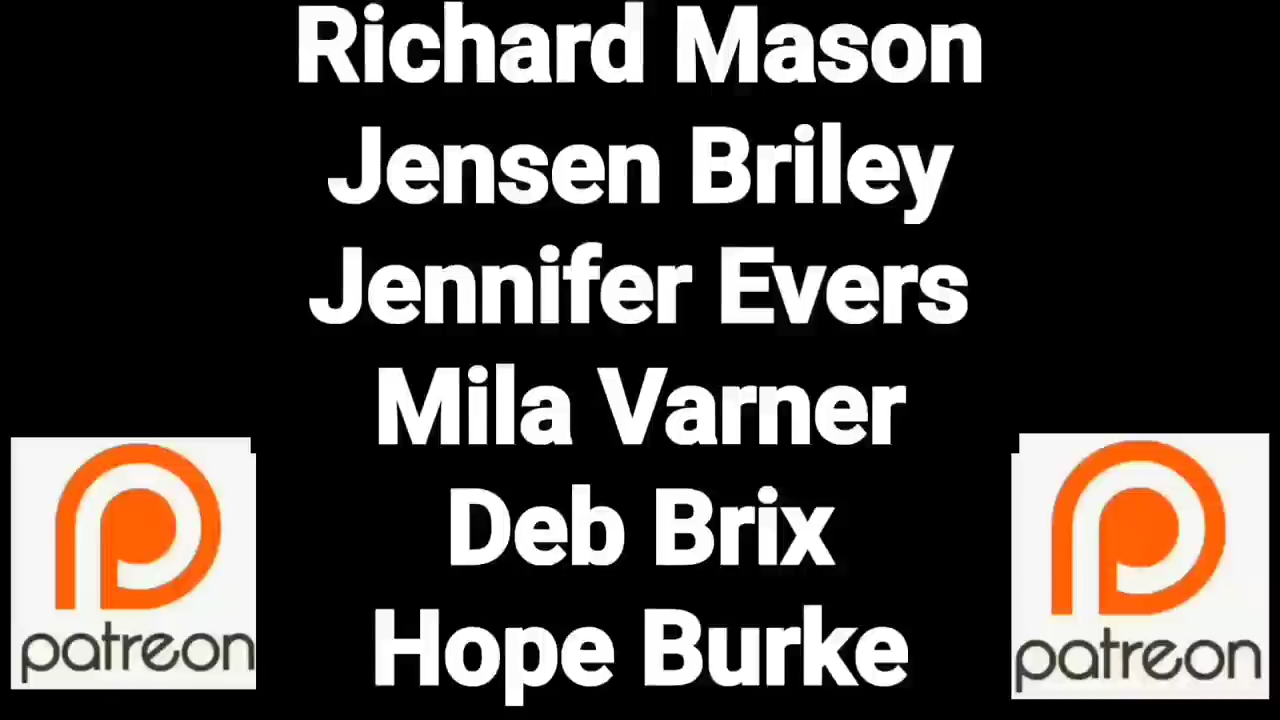 Richard Mason
Jensen Briley
Jennifer Evers
Mila Varner
Deb Brix
Hope Burke
patreon
patreon